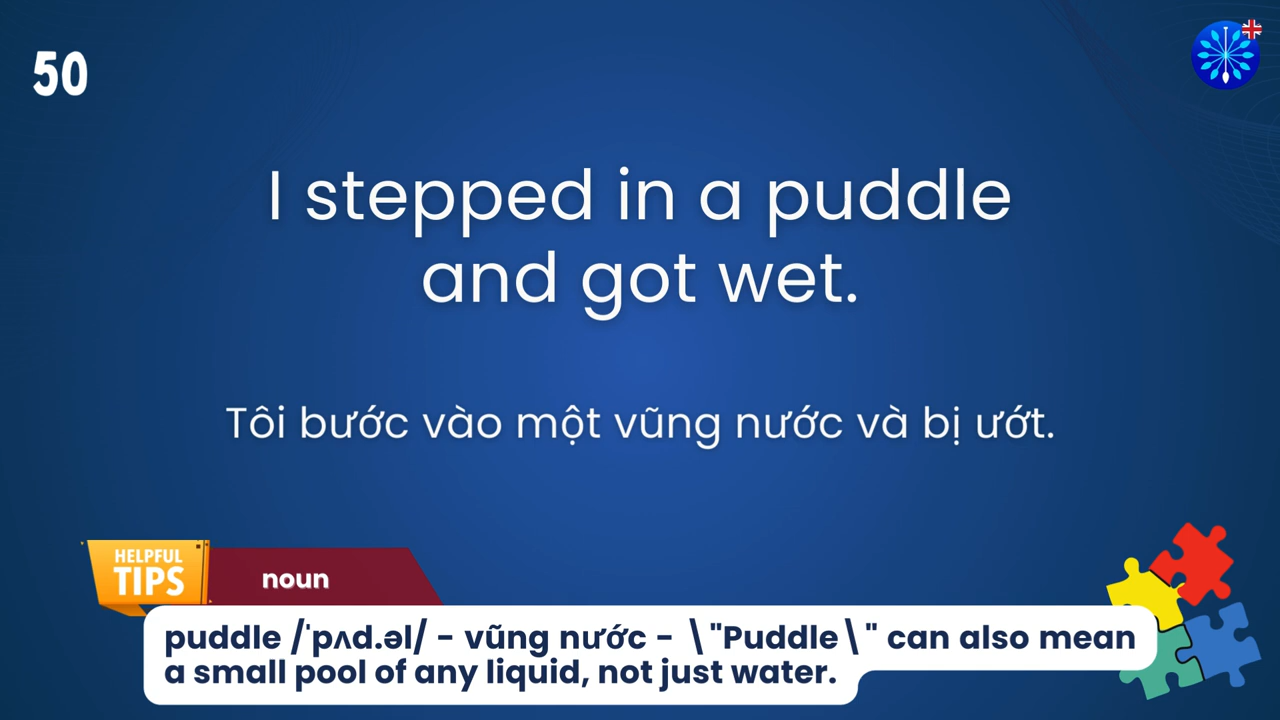 50
I stepped in a puddle
and got wet.
Tôi bước vào một vũng nước và bị ướt.
HELPFUL
TIPS
noun
puddle /ˈpʌd.əl/ - vũng nước - \"Puddle\" can also mean
a small pool of any liquid, not just water.